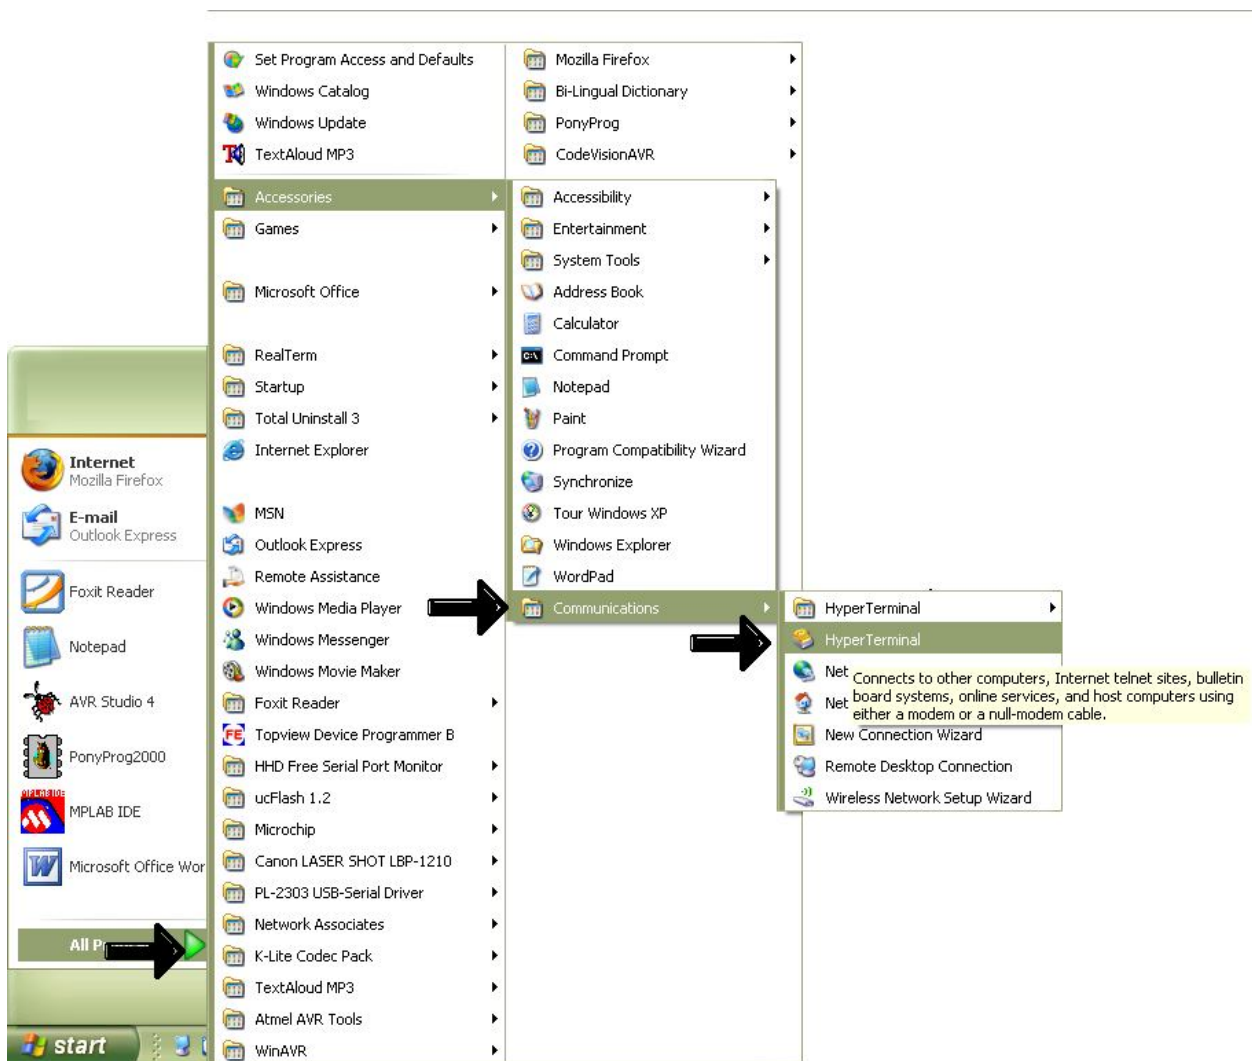 Set Program Access and Defaults
Windows Catalog
Windows Update
TextAloud MP3
Accessories
Games
Microsoft Office
RealTerm
Startup
Total Uninstall 3
Internet Explorer
MSN
Outlook Express
Remote Assistance
Windows Media Player
Windows Messenger
Windows Movie Maker
Foxit Reader
Topview Device Programmer B
HHD Free Serial Port Monitor
ucFlash 1.2
Microchip
Canon LASER SHOT LBP-1210
PL-2303 USB-Serial Driver
Network Associates
K-Lite Codec Pack
TextAloud MP3
Atmel AVR Tools
WinAVR
Mozilla Firefox
Bi-Lingual Dictionary
PonyProg
CodeVisionAVR
Accessibility
Entertainment
System Tools
Address Book
Calculator
Command Prompt
Notepad
Paint
Program Compatibility Wizard
Synchronize
Tour Windows XP
Windows Explorer
WordPad
Communications
HyperTerminal
HyperTerminal
Net
Net
Connects to other computers, Internet telnet sites, bulletin
board systems, online services, and host computers using
either a modem or a null-modem cable.
New Connection Wizard
Remote Desktop Connection
Wireless Network Setup Wizard
Internet
Mozilla Firefox
E-mail
Outlook Express
Foxit Reader
Notepad
AVR Studio 4
PonyProg2000
MPLAB IDE
Microsoft Office Wor
All P
start